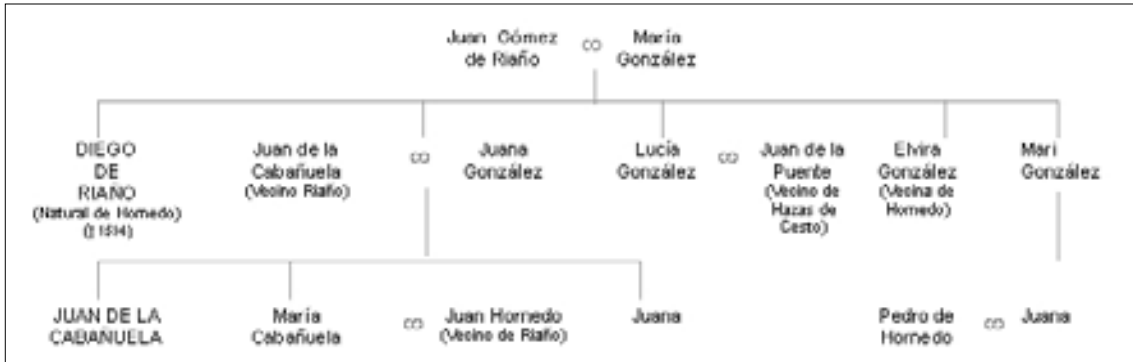 Juan Gómez
de Riaño
∞
María
González
DIEGO
DE
RIAÑO
(Natural de Hornedo)
(† 1534)
Juan de la
Cabañuela
(Vecino Riaño)
∞
Juana
González
Lucía
González
∞
Juan de la
Puente
(Vecino de
Hazas de
Cesto)
Elvira
González
(Vecina de
Hornedo)
Mari
González
JUAN DE LA
CABAÑUELA
María
Cabañuela
∞
Juan Hornedo
(Vecino de Riaño)
Juana
Pedro de
Hornedo
∞
Juana